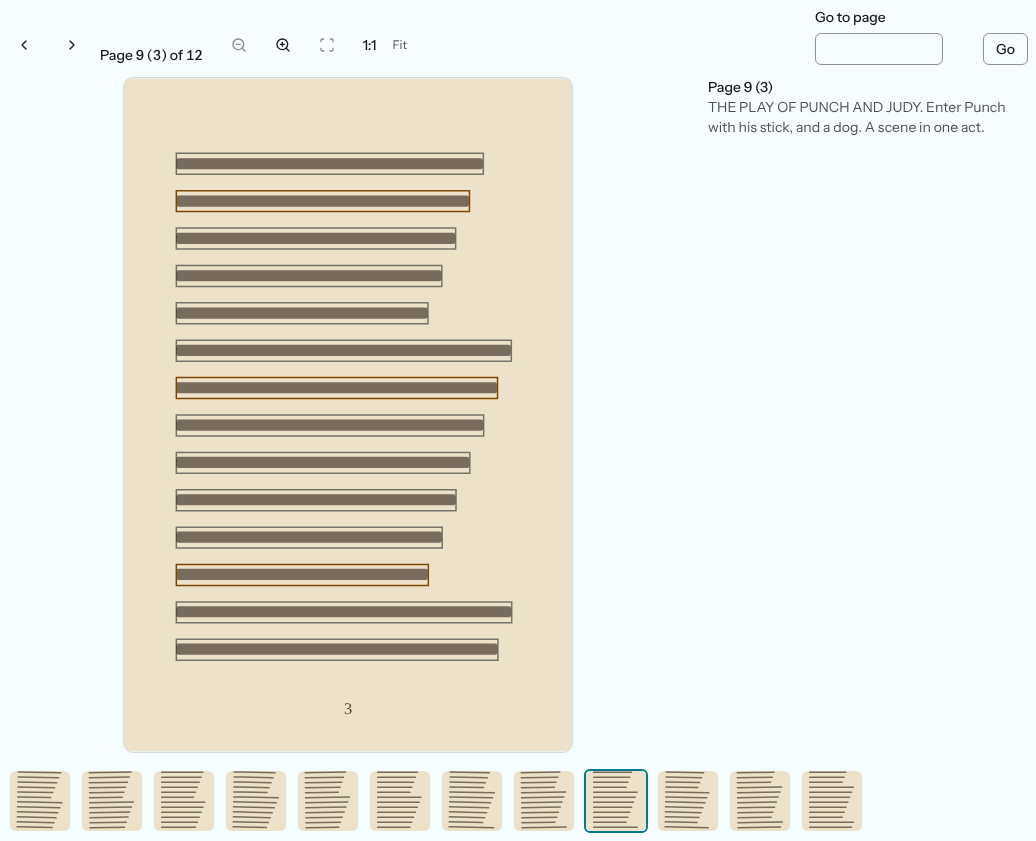 Go to page
Page 9 (3) of 12
1:1
Fit
Go
Page 9 (3)
THE PLAY OF PUNCH AND JUDY. Enter Punch
with his stick, and a dog. A scene in one act.
3